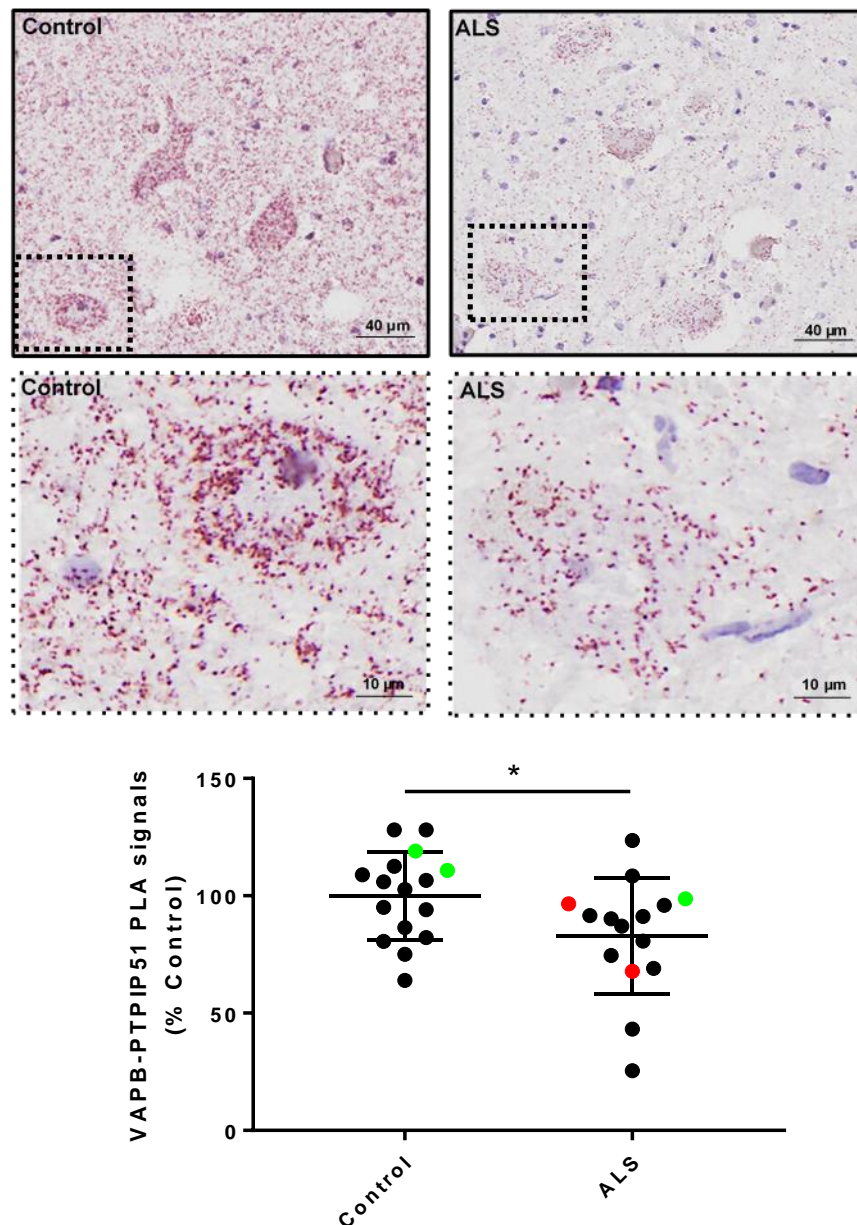 Control
ALS
40 µm
40 µm
Control
ALS
10 µm
10 µm
VAPB-PTPIP51 PLA signals
(% Control)
*
150
100
50
0
Control
ALS